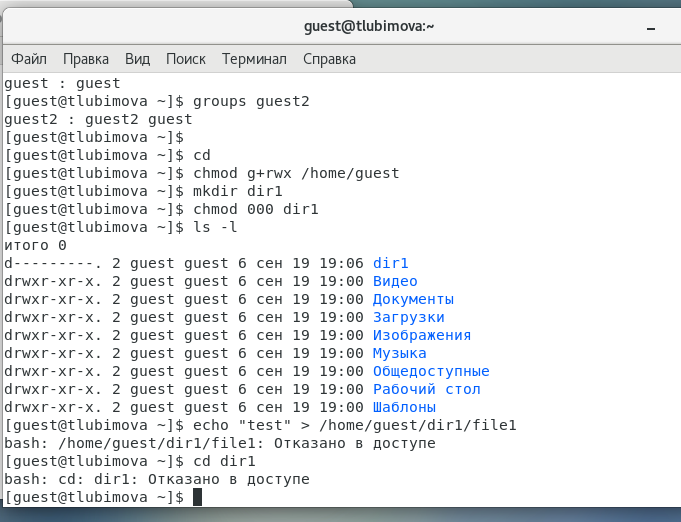 guest@tlubimova:~
Файл Правка Вид Поиск Терминал Справка
guest : guest
[guest@tlubimova ~]$ groups guest2
guest2 : guest2 guest
[guest@tlubimova ~]$
[guest@tlubimova ~]$ cd
[guest@tlubimova ~]$ chmod g+rwx /home/guest
[guest@tlubimova ~]$ mkdir dir1
[guest@tlubimova ~]$ chmod 000 dir1
[guest@tlubimova ~]$ ls -l
итого 0
d---------. 2 guest guest 6 сен 19 19:06 dir1
drwxr-xr-x. 2 guest guest 6 сен 19 19:00 Видео
drwxr-xr-x. 2 guest guest 6 сен 19 19:00 Документы
drwxr-xr-x. 2 guest guest 6 сен 19 19:00 Загрузки
drwxr-xr-x. 2 guest guest 6 сен 19 19:00 Изображения
drwxr-xr-x. 2 guest guest 6 сен 19 19:00 Музыка
drwxr-xr-x. 2 guest guest 6 сен 19 19:00 Общедоступные
drwxr-xr-x. 2 guest guest 6 сен 19 19:00 Рабочий стол
drwxr-xr-x. 2 guest guest 6 сен 19 19:00 Шаблоны
[guest@tlubimova ~]$ echo "test" > /home/guest/dir1/file1
bash: /home/guest/dir1/file1: Отказано в доступе
[guest@tlubimova ~]$ cd dir1
bash: cd: dir1: Отказано в доступе
[guest@tlubimova ~]$